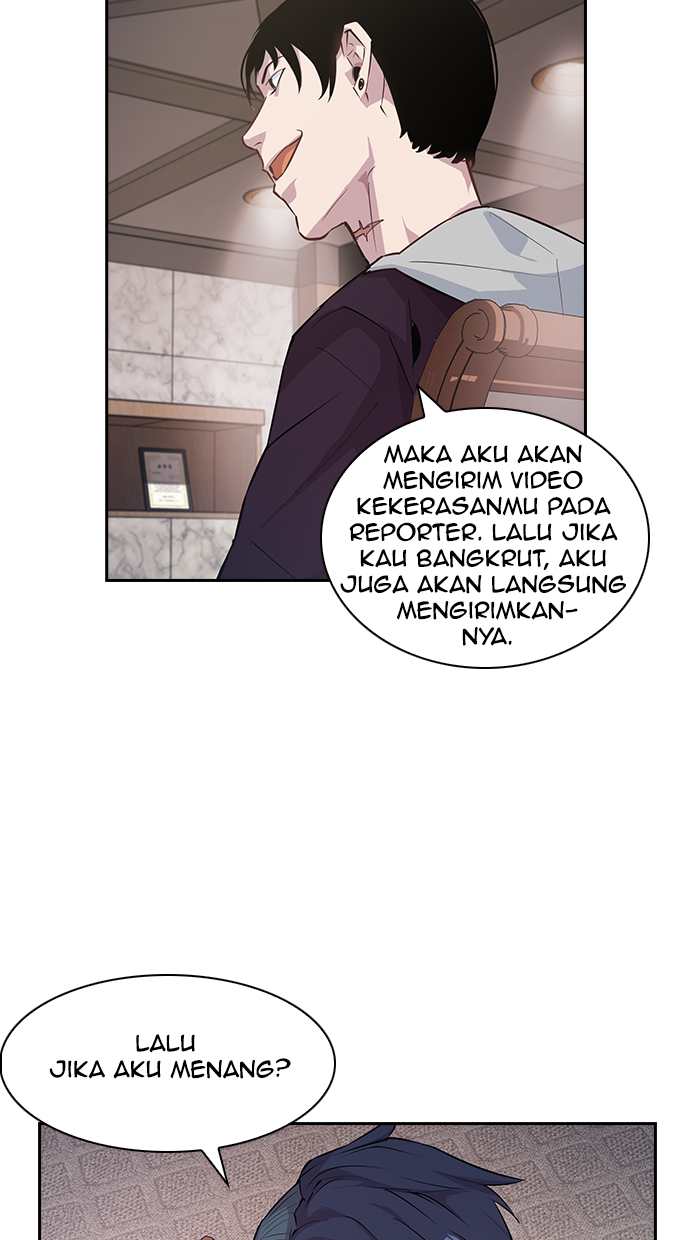 MAKA AKU AKAN
MENGIRIM VIDEO
KEKERASANMU PADA
REPORTER. LALU JIKA
KAU BANGKRUT, AKU
JUGA AKAN LANGSUNG
MENGIRIMKAN-
NYA.
LALU
JIKA AKU MENANG?